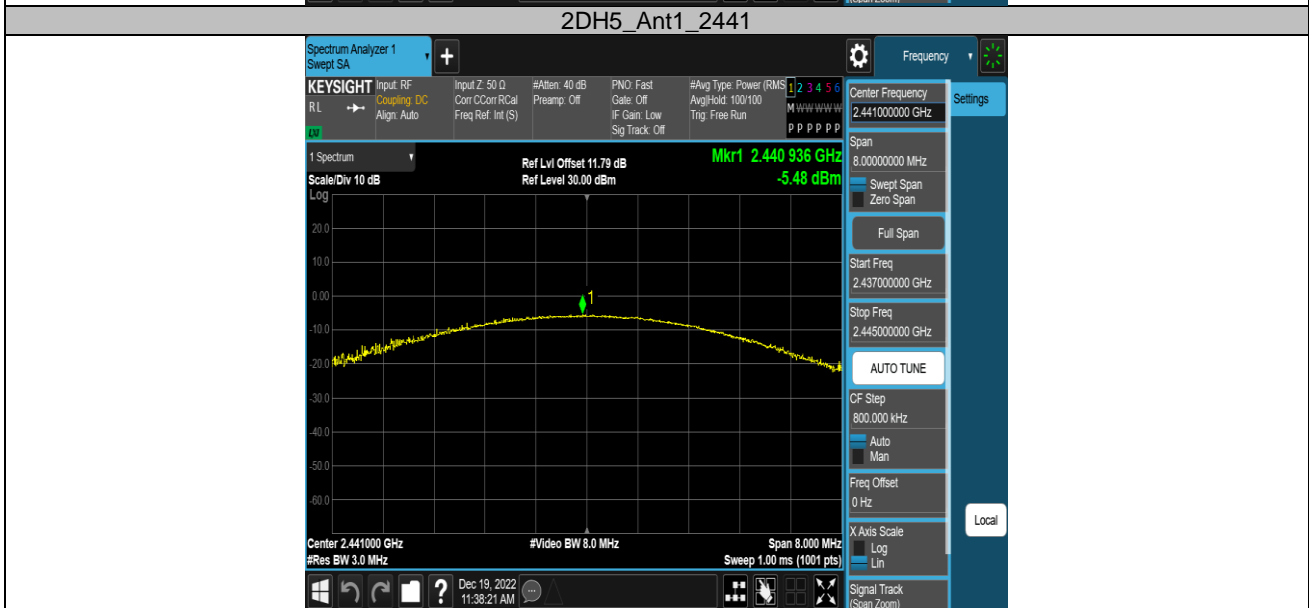 (Span Zoom)
2DH5_Ant1_2441
Spectrum Analyzer 1
Swept SA
+
Frequency
KEYSIGHT
RL
LXI
Input: RF
Coupling: DC
Align: Auto
Input Z: 50 Ω
Corr CCorr RCal
Freq Ref: Int (S)
#Atten: 40 dB
Preamp: Off
PNO: Fast
Gate: Off
IF Gain: Low
Sig Track: Off
#Avg Type: Power (RMS
Avg|Hold: 100/100
Trig: Free Run
1 2 3 4 5 6
M W W W W W
P P P P P P
1 Spectrum
Scale/Div 10 dB
Log
Ref Lvl Offset 11.79 dB
Ref Level 30.00 dBm
Mkr1 2.440 936 GHz
-5.48 dBm
20.0
10.0
0.00
-10.0
-20.0
-30.0
-40.0
-50.0
-60.0
1
Center 2.441000 GHz
#Res BW 3.0 MHz
#Video BW 8.0 MHz
Span 8.000 MHz
Sweep 1.00 ms (1001 pts)
?
Dec 19, 2022
11:38:21 AM
Center Frequency
2.441000000 GHz
Span
8.00000000 MHz
Swept Span
Zero Span
Full Span
Start Freq
2.437000000 GHz
Stop Freq
2.445000000 GHz
AUTO TUNE
CF Step
800.000 kHz
Auto
Man
Freq Offset
0 Hz
X Axis Scale
Log
Lin
Signal Track
(Span Zoom)
Settings
Local